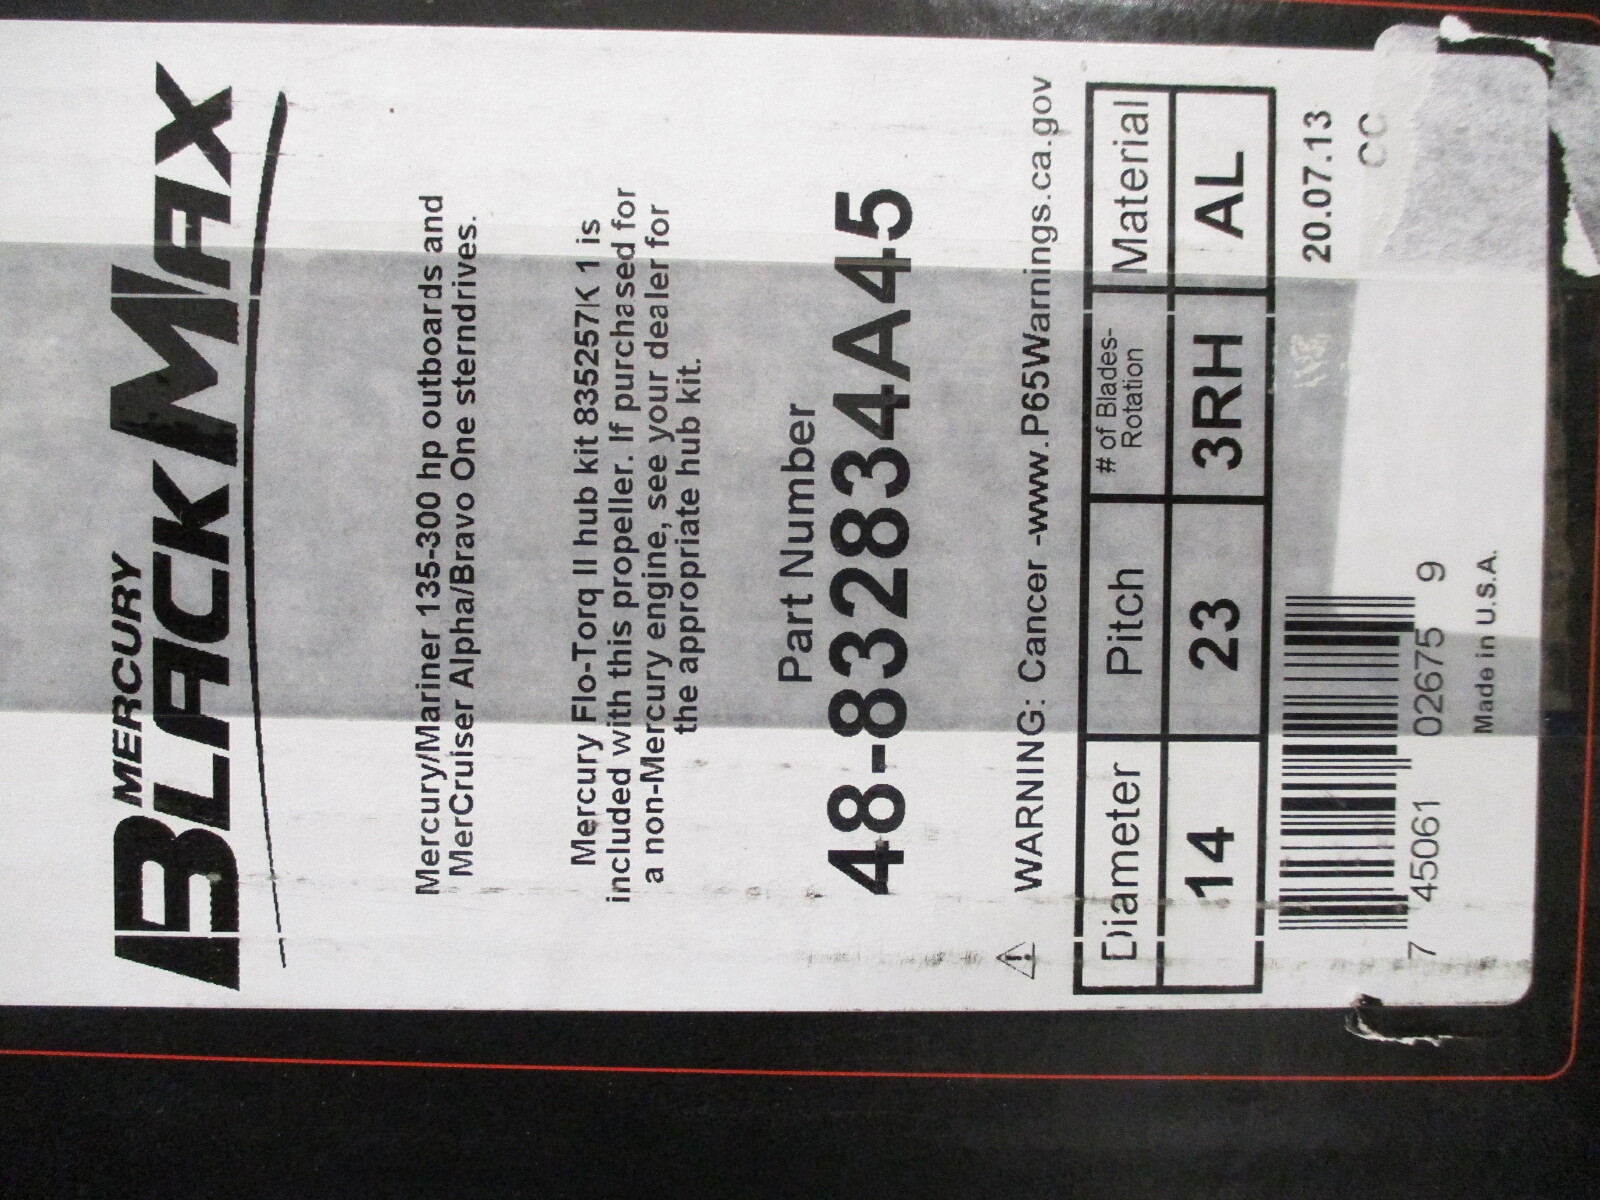 MERCURY
BLACKMAX
Mercury/Mariner 135-300 hp outboards and
MerCruiser Alpha/Bravo One sterndrives.
Mercury Flo-Torq II hub kit 835257K 1 is
included with this propeller. If purchased for
a non-Mercury engine, see your dealer for
the appropriate hub kit.
Part Number
48-832834A45
WARNING: Cancer -www.P65Warnings.ca.gov
Diameter Pitch # of Blades- Material
Rotation
14 23 3RH AL
20.07.13
CC
7 45061 02675 9
Made in U.S.A.